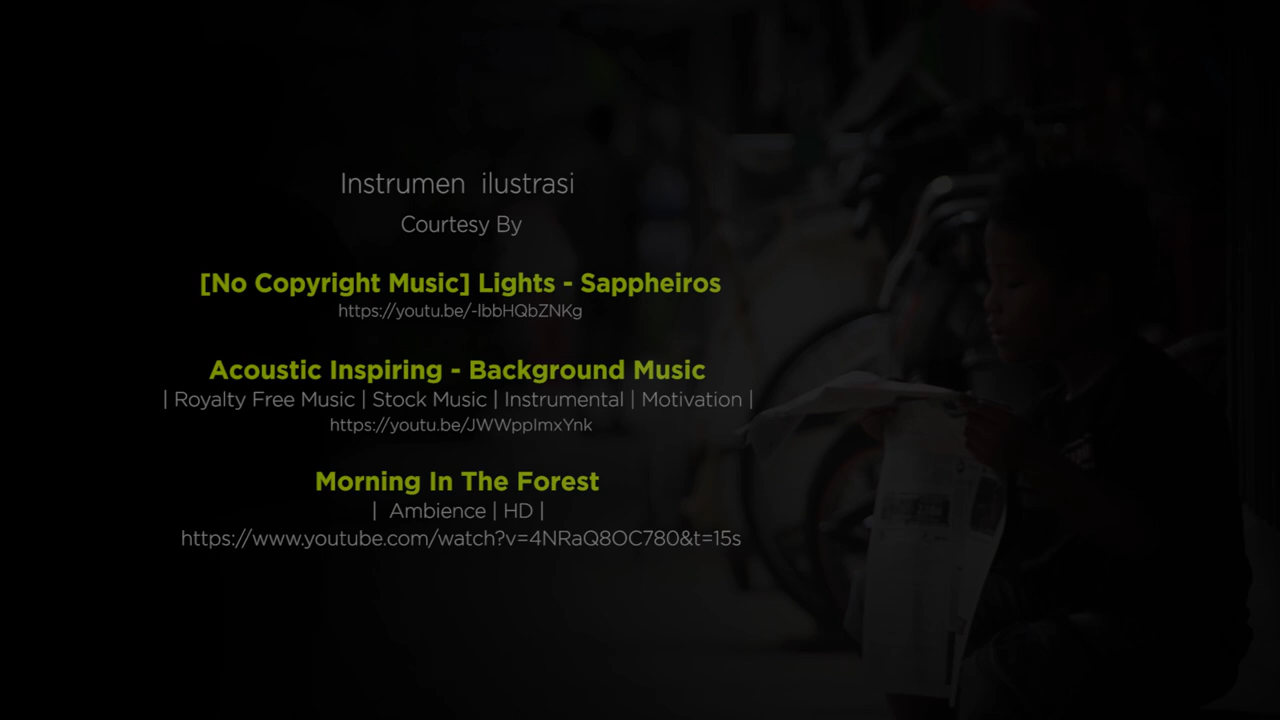 Instrumen ilustrasi
Courtesy By
[No Copyright Music] Lights - Sappheiros
https://youtu.be/-lbbHQbZNKg
Acoustic Inspiring - Background Music
| Royalty Free Music | Stock Music | Instrumental | Motivation |
https://youtu.be/JWWpplmxYnk
Morning In The Forest
| Ambience | HD |
https://www.youtube.com/watch?v=4NRaQ8OC780&t=15s